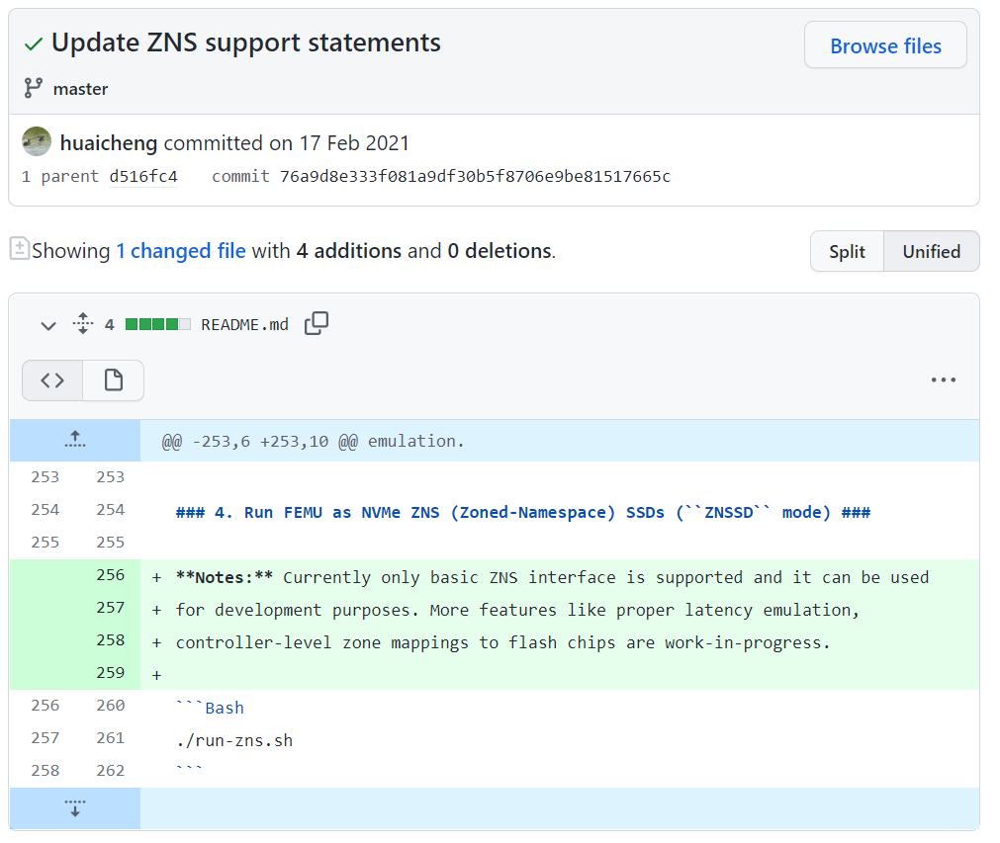 Update ZNS support statements
Browse files
master
huaicheng committed on 17 Feb 2021
1 parent d516fc4 commit 76a9d8e333f081a9df30b5f8706e9be81517665c
Showing 1 changed file with 4 additions and 0 deletions.
Split Unified
4 README.md
@@ -253,6 +253,10 @@ emulation.
253 253
254 254 ### 4. Run FEMU as NVMe ZNS (Zoned-Namespace) SSDs (``ZNSSD`` mode) ###
255 255
256 + **Notes:** Currently only basic ZNS interface is supported and it can be used
257 + for development purposes. More features like proper latency emulation,
258 + controller-level zone mappings to flash chips are work-in-progress.
259 +
256 260 ```Bash
257 261 ./run-zns.sh
258 262 ```